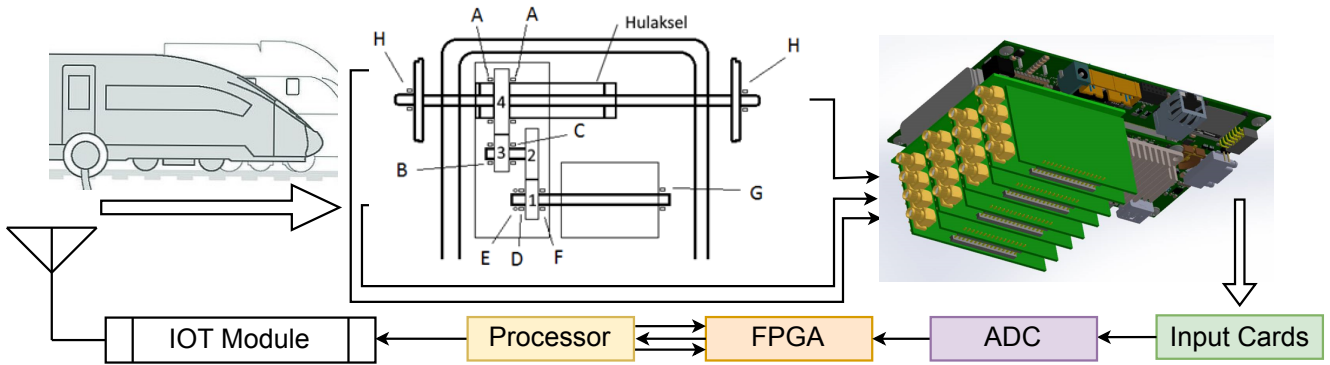 A A Hulaksel
H H
4
3 2 C
B
G
1
E D F
IOT Module Processor FPGA ADC Input Cards